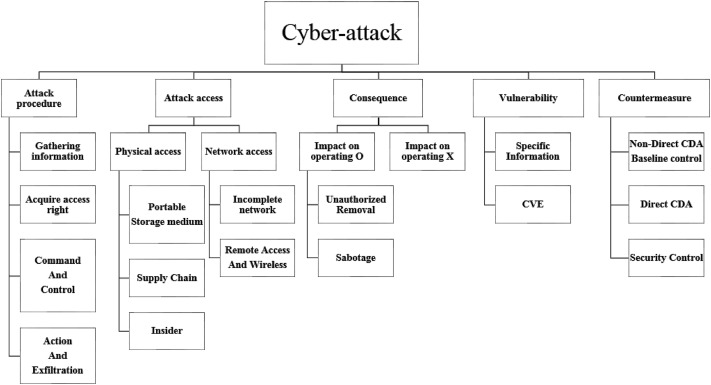 Cyber-attack
Attack
procedure
Attack access
Consequence
Vulnerability
Countermeasure
Gathering
information
Acquire access
right
Command
And
Control
Action
And
Exfiltration
Physical access
Network access
Portable
Storage medium
Supply Chain
Insider
Incomplete
network
Remote Access
And Wireless
Impact on
operating O
Impact on
operating X
Unauthorized
Removal
Sabotage
Specific
Information
CVE
Non-Direct CDA
Baseline control
Direct CDA
Security Control